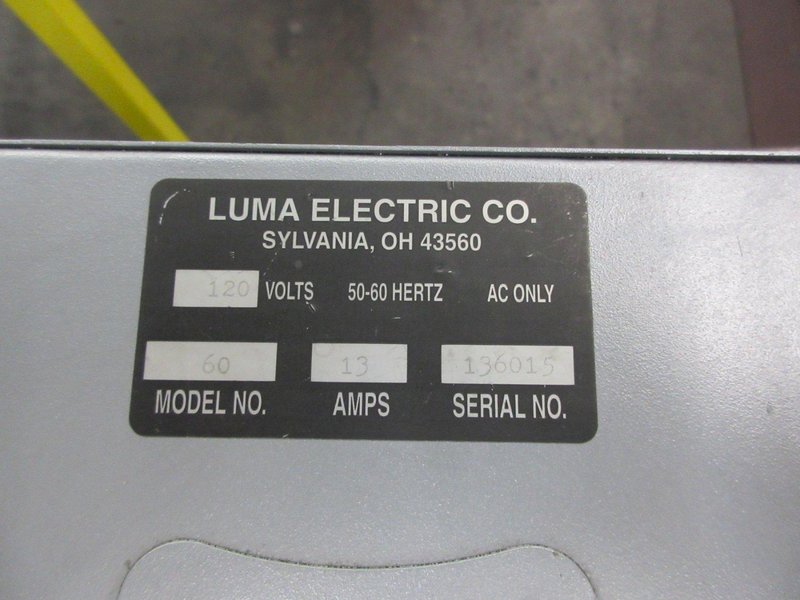 LUMA ELECTRIC CO.
SYLVANIA, OH 43560
120 VOLTS 50-60 HERTZ AC ONLY
60 13 136015
MODEL NO. AMPS SERIAL NO.